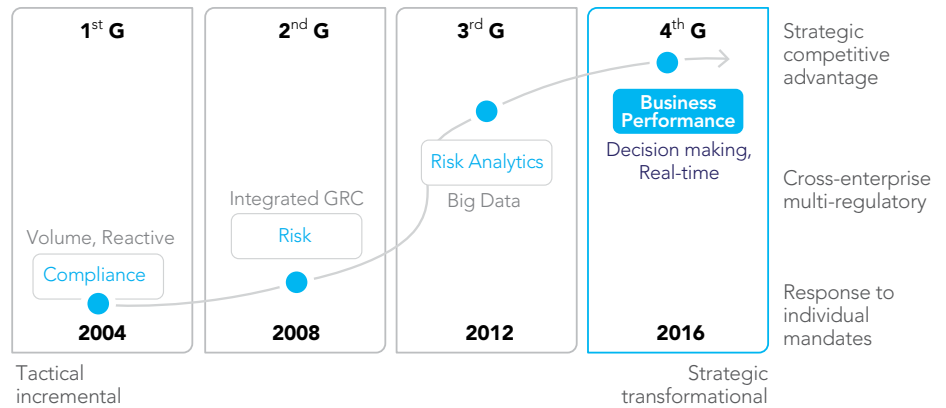 1st G
2nd G
3rd G
4th G
Strategic
competitive
advantage
Business
Performance
Decision making,
Real-time
Risk Analytics
Big Data
Cross-enterprise
multi-regulatory
Integrated GRC
Risk
Volume, Reactive
Compliance
Response to
individual
mandates
2004
2008
2012
2016
Tactical
incremental
Strategic
transformational